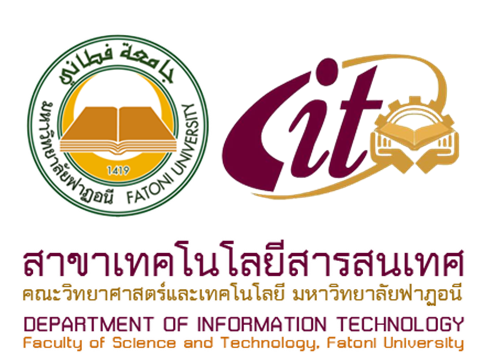 جامعة فطاني
มหาวิทยาลัยฟาฏอนี
FATONI UNIVERSITY
1419
cit
สาขาเทคโนโลยีสารสนเทศ
คณะวิทยาศาสตร์และเทคโนโลยี มหาวิทยาลัยฟาฏอนี
DEPARTMENT OF INFORMATION TECHNOLOGY
Faculty of Science and Technology, Fatoni University